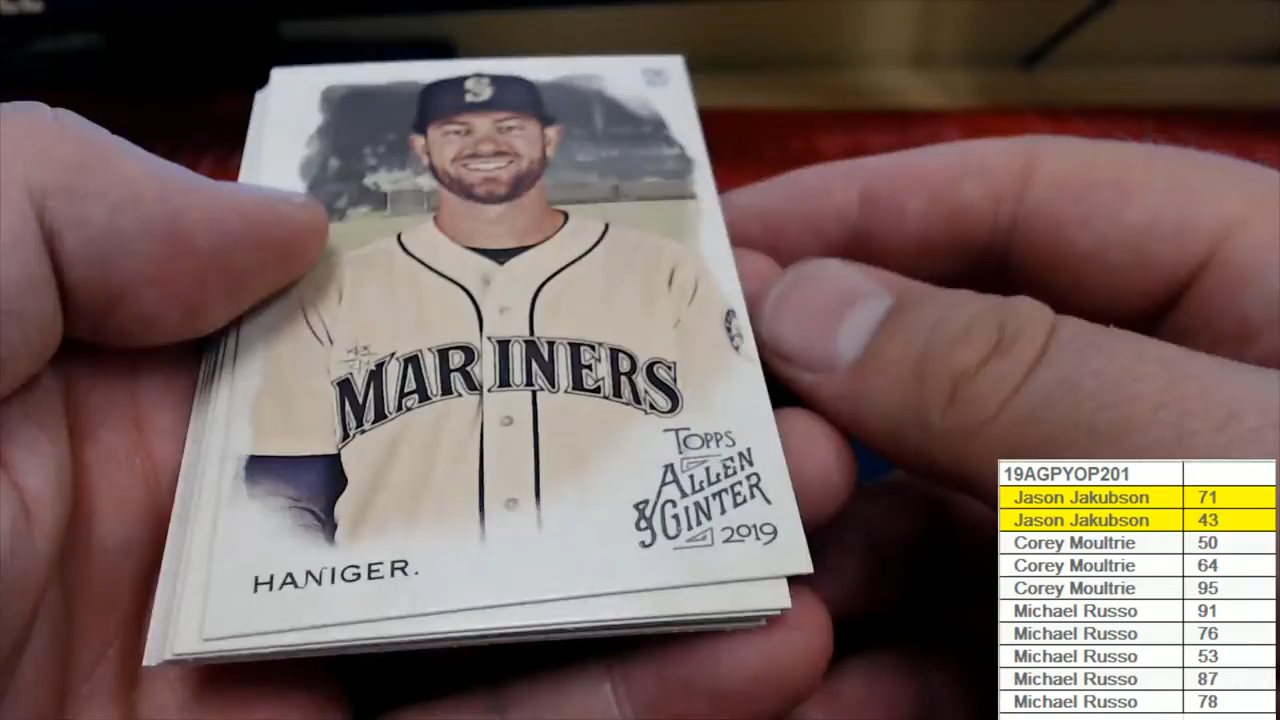 S
MARINERS
TOPPS
ALLEN
& GINTER
2019
HANIGER.
19AGPYOP201
Jason Jakubson 71
Jason Jakubson 43
Corey Moultrie 50
Corey Moultrie 64
Corey Moultrie 95
Michael Russo 91
Michael Russo 76
Michael Russo 53
Michael Russo 87
Michael Russo 78